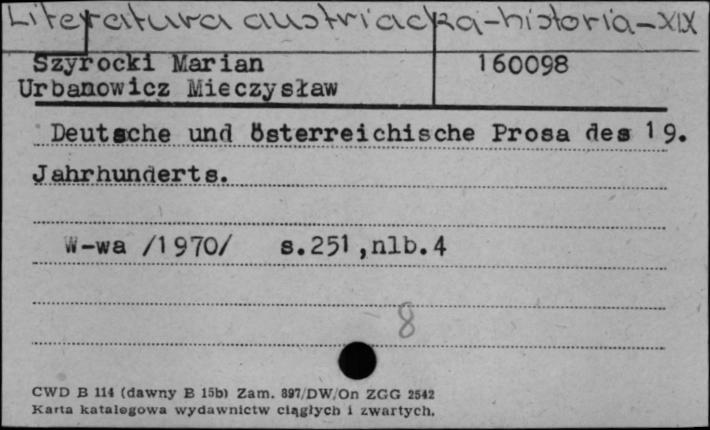 Literatura austriacka-historia-XIX
Szyrocki Marian 160098
Urbanowicz Mieczysław
Deutsche und österreichische Prosa des 19.
Jahrhunderts.
W-wa /1970/ s.251,nlb.4
8
CWD B 114 (dawny B 15b) Zam. 897/DW/On ZGG 2542
Karta katalogowa wydawnictw ciągłych i zwartych.